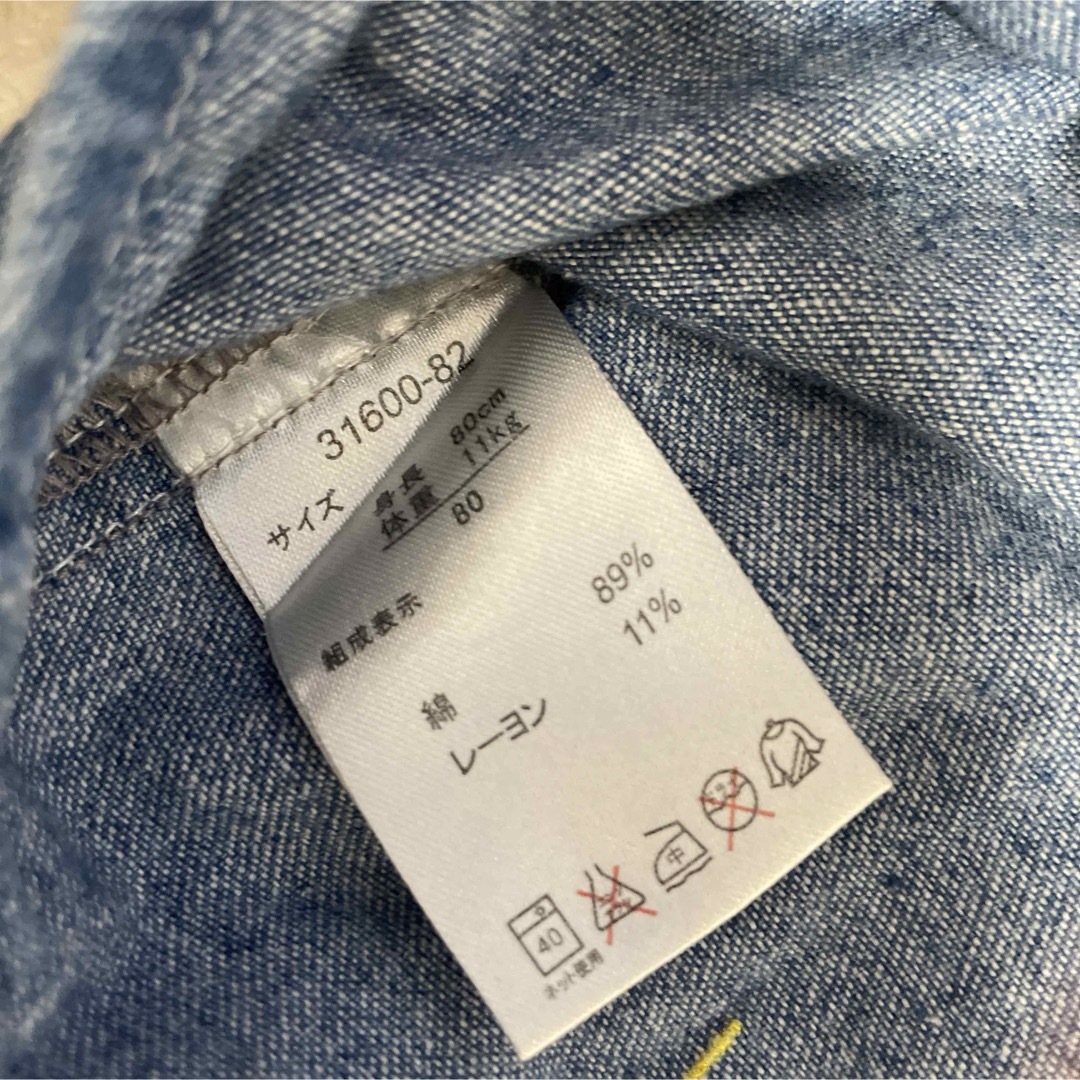 31600-82
サイズ 身長 80cm
体重 11kg
80
組成表示
綿 89%
レーヨン 11%
40
中
ネット使用